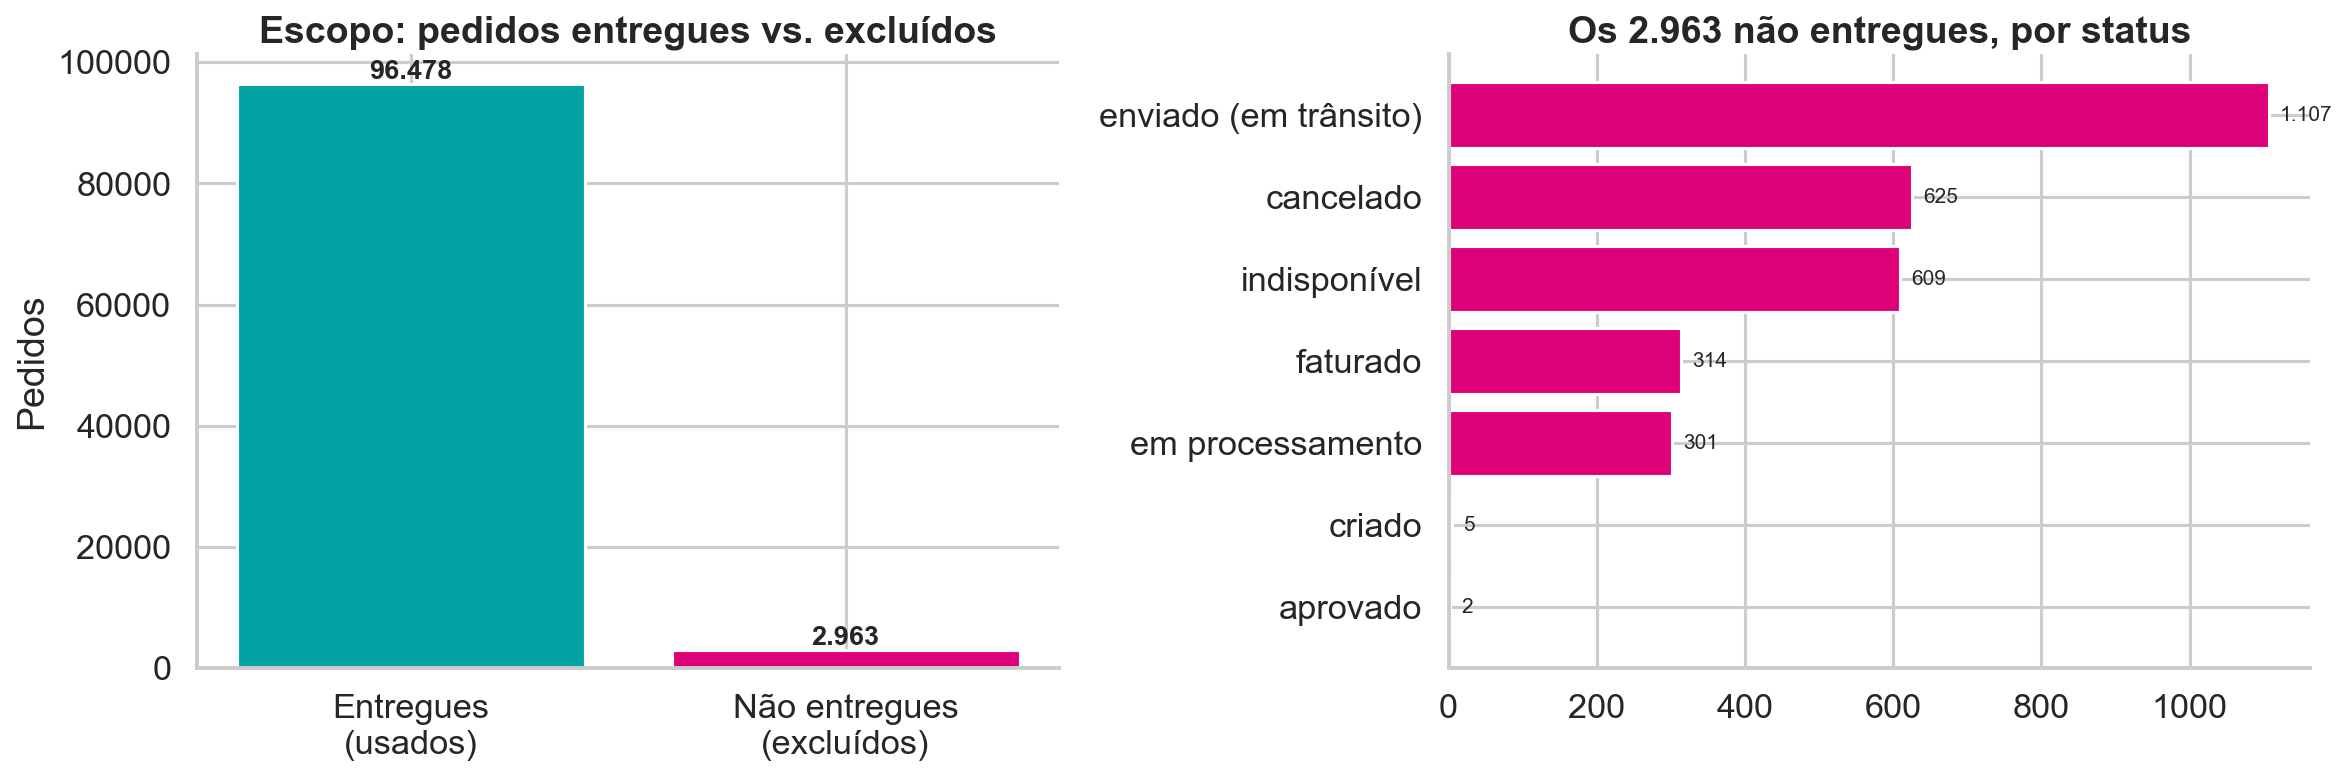 Escopo: pedidos entregues vs. excluídos
Pedidos
100000
80000
60000
40000
20000
0
96.478
2.963
Entregues
(usados)
Não entregues
(excluídos)
Os 2.963 não entregues, por status
enviado (em trânsito) 1.107
cancelado 625
indisponível 609
faturado 314
em processamento 301
criado 5
aprovado 2
0 200 400 600 800 1000